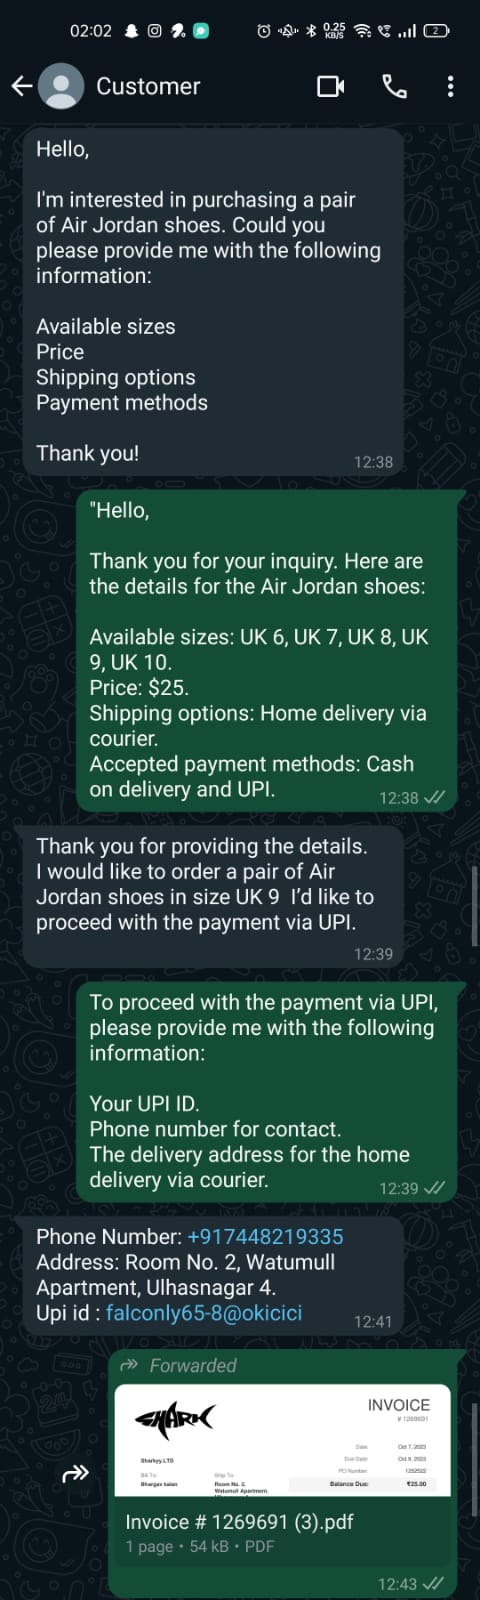 02:02
0.25
KB/S
2
Customer
Hello,
I'm interested in purchasing a pair
of Air Jordan shoes. Could you
please provide me with the following
information:
Available sizes
Price
Shipping options
Payment methods
Thank you!
12:38
"Hello,
Thank you for your inquiry. Here are
the details for the Air Jordan shoes:
Available sizes: UK 6, UK 7, UK 8, UK
9, UK 10.
Price: $25.
Shipping options: Home delivery via
courier.
Accepted payment methods: Cash
on delivery and UPI.
12:38
Thank you for providing the details.
I would like to order a pair of Air
Jordan shoes in size UK 9  I'd like to
proceed with the payment via UPI.
12:39
To proceed with the payment via UPI,
please provide me with the following
information:
Your UPI ID.
Phone number for contact.
The delivery address for the home
delivery via courier.
12:39
Phone Number: +917448219335
Address: Room No. 2, Watumull
Apartment, Ulhasnagar 4.
Upi id : falconly65-8@okicici
12:41
Forwarded
SHARK
INVOICE
# 1269691
Date: Oct 7, 2023
Due Date: Oct 9, 2023
PO Number: 1252522
Balance Due: ₹25.00
Sharkyy.LTD
Bill To:
Ship To:
Bhargav kalan
Room No. 2,
Watumull Apartment,
Invoice # 1269691 (3).pdf
1 page • 54 kB • PDF
12:43